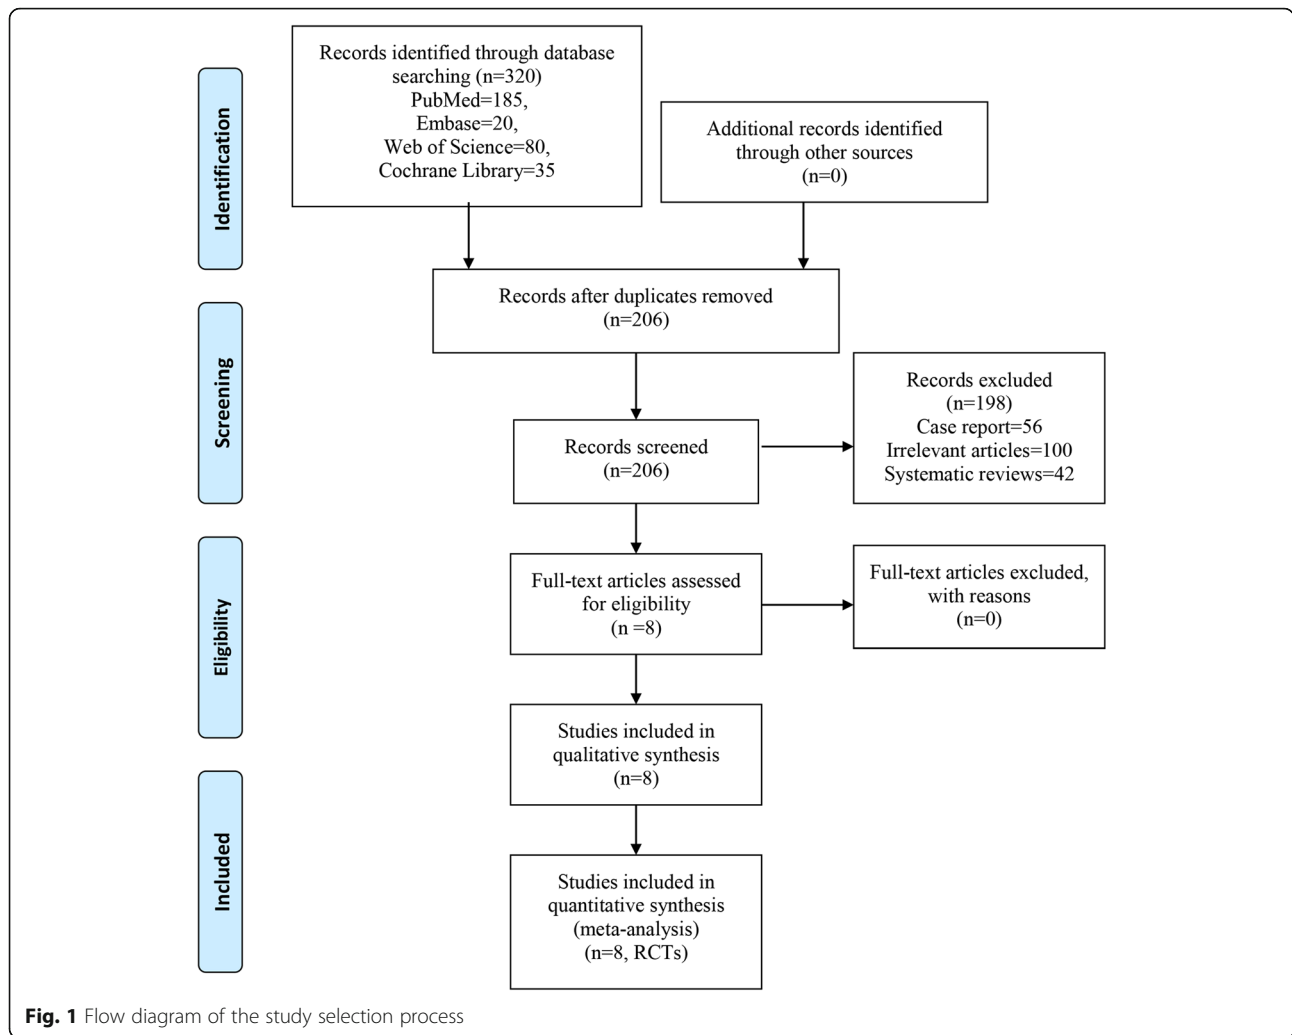 Identification
Records identified through database
searching (n=320)
PubMed=185,
Embase=20,
Web of Science=80,
Cochrane Library=35
Additional records identified
through other sources
(n=0)
Records after duplicates removed
(n=206)
Screening
Records screened
(n=206)
Records excluded
(n=198)
Case report=56
Irrelevant articles=100
Systematic reviews=42
Eligibility
Full-text articles assessed
for eligibility
(n =8)
Full-text articles excluded,
with reasons
(n=0)
Studies included in
qualitative synthesis
(n=8)
Included
Studies included in
quantitative synthesis
(meta-analysis)
(n=8, RCTs)
Fig. 1 Flow diagram of the study selection process